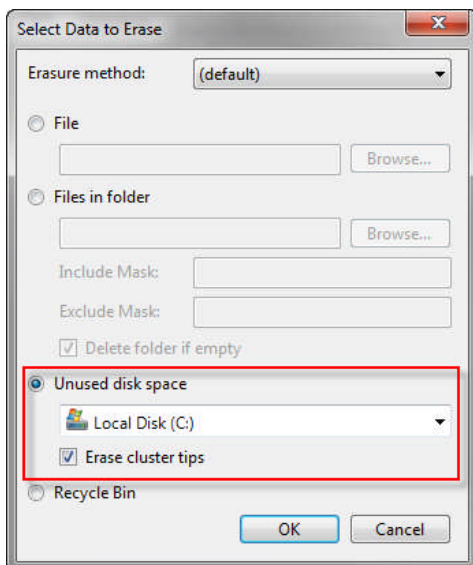 Select Data to Erase
Erasure method: (default)
File
Browse...
Files in folder
Browse...
Include Mask:
Exclude Mask:
Delete folder if empty
Unused disk space
Local Disk (C:)
Erase cluster tips
Recycle Bin
OK Cancel